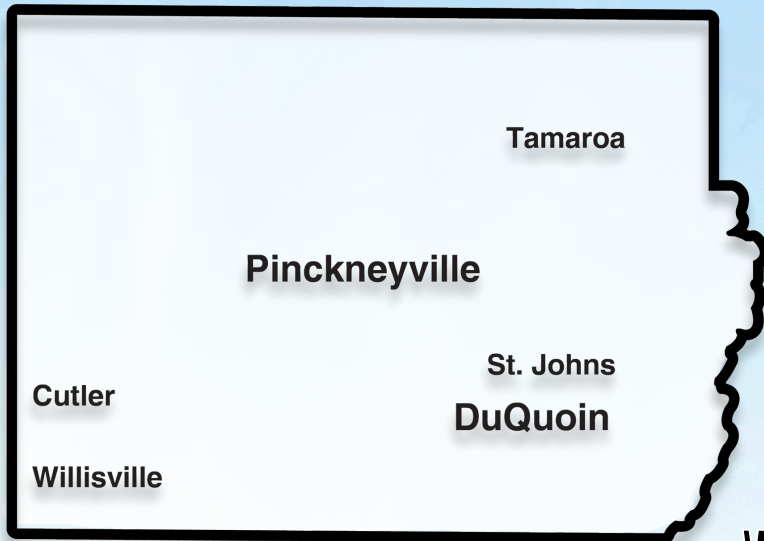 Tamaroa
Pinckneyville
St. Johns
Cutler
DuQuoin
Willisville